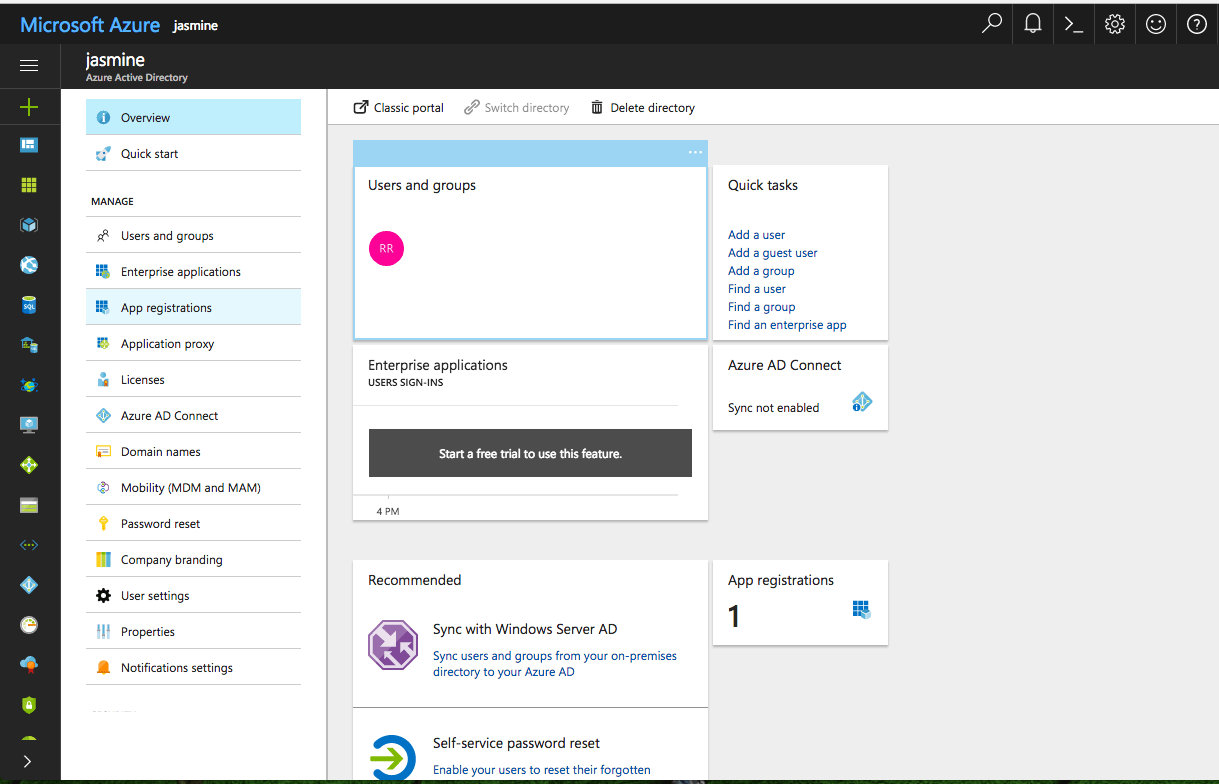 Microsoft Azure jasmine
jasmine
Azure Active Directory
Overview
Quick start
MANAGE
Users and groups
Enterprise applications
App registrations
Application proxy
Licenses
Azure AD Connect
Domain names
Mobility (MDM and MAM)
Password reset
Company branding
User settings
Properties
Notifications settings
Classic portal
Switch directory
Delete directory
Users and groups
RR
Quick tasks
Add a user
Add a guest user
Add a group
Find a user
Find a group
Find an enterprise app
Enterprise applications
USERS SIGN-INS
Start a free trial to use this feature.
4 PM
Azure AD Connect
Sync not enabled
Recommended
Sync with Windows Server AD
Sync users and groups from your on-premises
directory to your Azure AD
Self-service password reset
Enable your users to reset their forgotten
App registrations
1
SQL